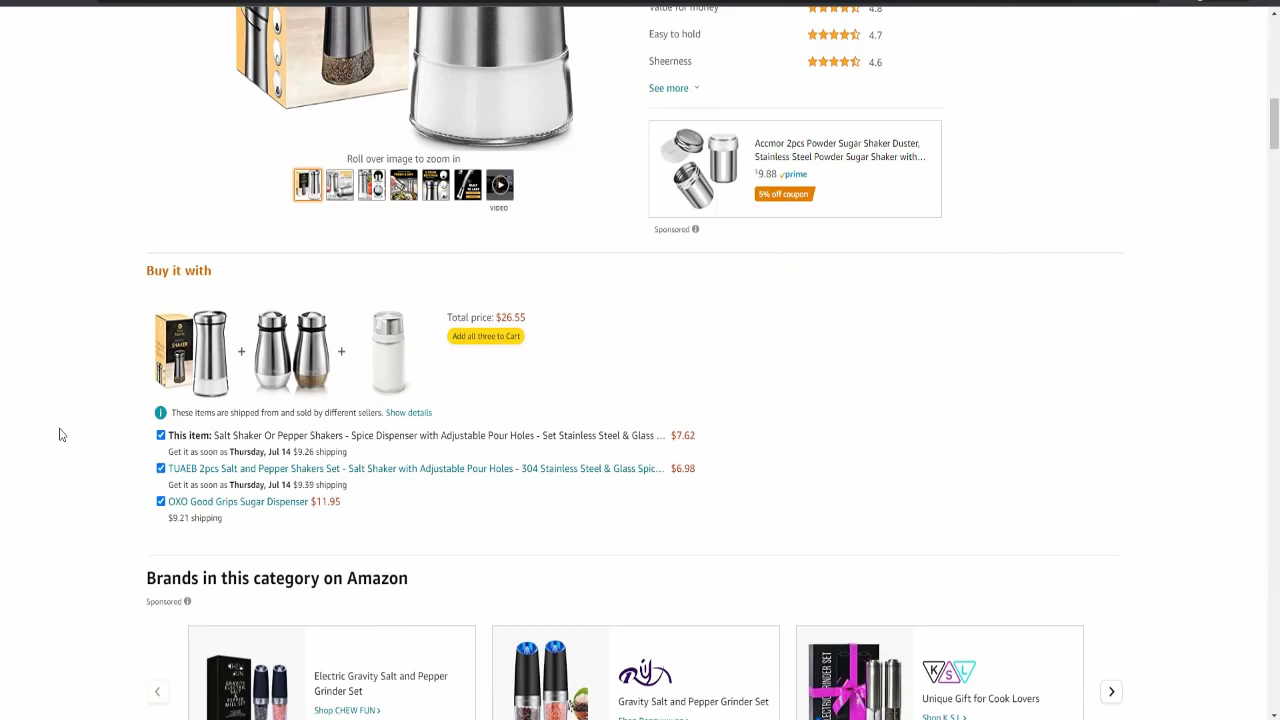 Value for money 4.8
Easy to hold 4.7
Sheerness 4.6
See more
Roll over image to zoom in
VIDEO
Accmor 2pcs Powder Sugar Shaker Duster,
Stainless Steel Powder Sugar Shaker with...
$9.88 prime
5% off coupon
Sponsored
Buy it with
SHAKER
+ +
Total price: $26.55
Add all three to Cart
These items are shipped from and sold by different sellers. Show details
This item: Salt Shaker Or Pepper Shakers - Spice Dispenser with Adjustable Pour Holes - Set Stainless Steel & Glass ... $7.62
Get it as soon as Thursday, Jul 14 $9.26 shipping
TUAEB 2pcs Salt and Pepper Shakers Set - Salt Shaker with Adjustable Pour Holes - 304 Stainless Steel & Glass Spic... $6.98
Get it as soon as Thursday, Jul 14 $9.39 shipping
OXO Good Grips Sugar Dispenser $11.95
$9.21 shipping
Brands in this category on Amazon
Sponsored
Electric Gravity Salt and Pepper
Grinder Set
Shop CHEW FUN ›
Gravity Salt and Pepper Grinder Set
KSL
Unique Gift for Cook Lovers
Shop K S L ›